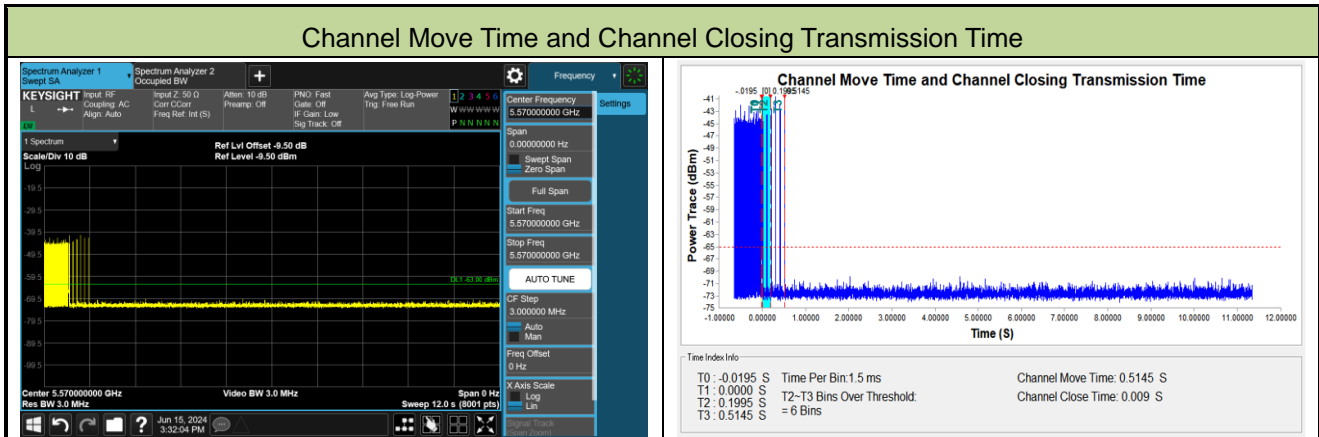 Channel Move Time and Channel Closing Transmission Time
Spectrum Analyzer 1
Swept SA
Spectrum Analyzer 2
Occupied BW
+
Frequency
KEYSIGHT
L
Input: RF
Coupling: AC
Align: Auto
Input Z: 50 Ω
Corr CCorr
Freq Ref: Int (S)
Atten: 10 dB
Preamp: Off
PNO: Fast
Gate: Off
IF Gain: Low
Sig Track: Off
Avg Type: Log-Power
Trig: Free Run
1 2 3 4 5 6
W W W W W W
P N N N N N
1 Spectrum
Scale/Div 10 dB
Log
Ref Lvl Offset -9.50 dB
Ref Level -9.50 dBm
-19.5
-29.5
-39.5
-49.5
-59.5
-69.5
-79.5
-89.5
-99.5
DL1 -63.00 dBm
Center 5.570000000 GHz
Res BW 3.0 MHz
Video BW 3.0 MHz
Span 0 Hz
Sweep 12.0 s (8001 pts)
Jun 15, 2024
3:32:04 PM
Center Frequency
5.570000000 GHz
Settings
Span
0.00000000 Hz
Swept Span
Zero Span
Full Span
Start Freq
5.570000000 GHz
Stop Freq
5.570000000 GHz
AUTO TUNE
CF Step
3.000000 MHz
Auto
Man
Freq Offset
0 Hz
X Axis Scale
Log
Lin
Signal Track
(Span Zoom)
Channel Move Time and Channel Closing Transmission Time
-.0195 [0]
T3
Power Trace (dBm)
-41
-43
-45
-47
-49
-51
-53
-55
-57
-59
-61
-63
-65
-67
-69
-71
-73
-75
-1.00000 0.00000 1.00000 2.00000 3.00000 4.00000 5.00000 6.00000 7.00000 8.00000 9.00000 10.00000 11.00000 12.00000
Time (S)
Time Index Info
T0 : -0.0195 S
T1 : 0.0000 S
T2 : 0.1995 S
T3 : 0.5145 S
Time Per Bin:1.5 ms
T2~T3 Bins Over Threshold:
= 6 Bins
Channel Move Time: 0.5145 S
Channel Close Time: 0.009 S